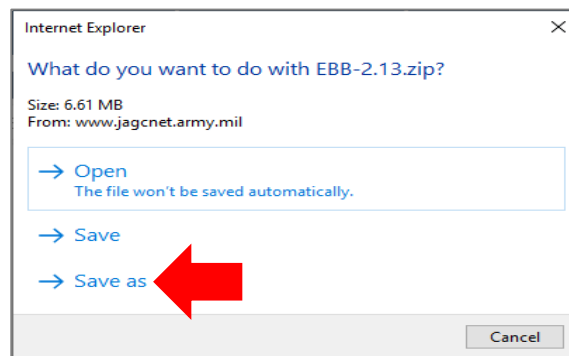 Internet Explorer
What do you want to do with EBB-2.13.zip?
Size: 6.61 MB
From: www.jagcnet.army.mil
Open
The file won't be saved automatically.
Save
Save as
Cancel